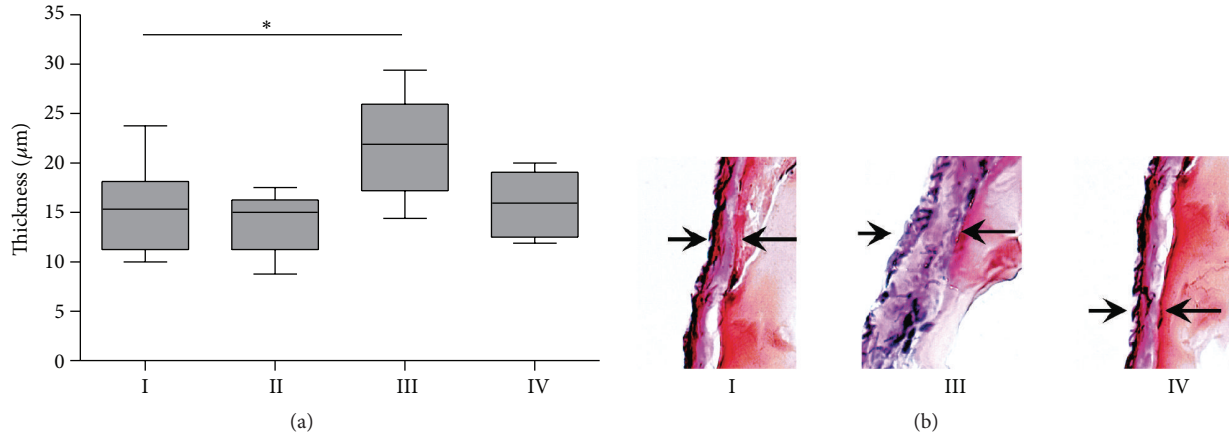 35
30
25
20
15
10
5
0
Thickness (μm)
*
I II III IV
(a)
I III IV
(b)